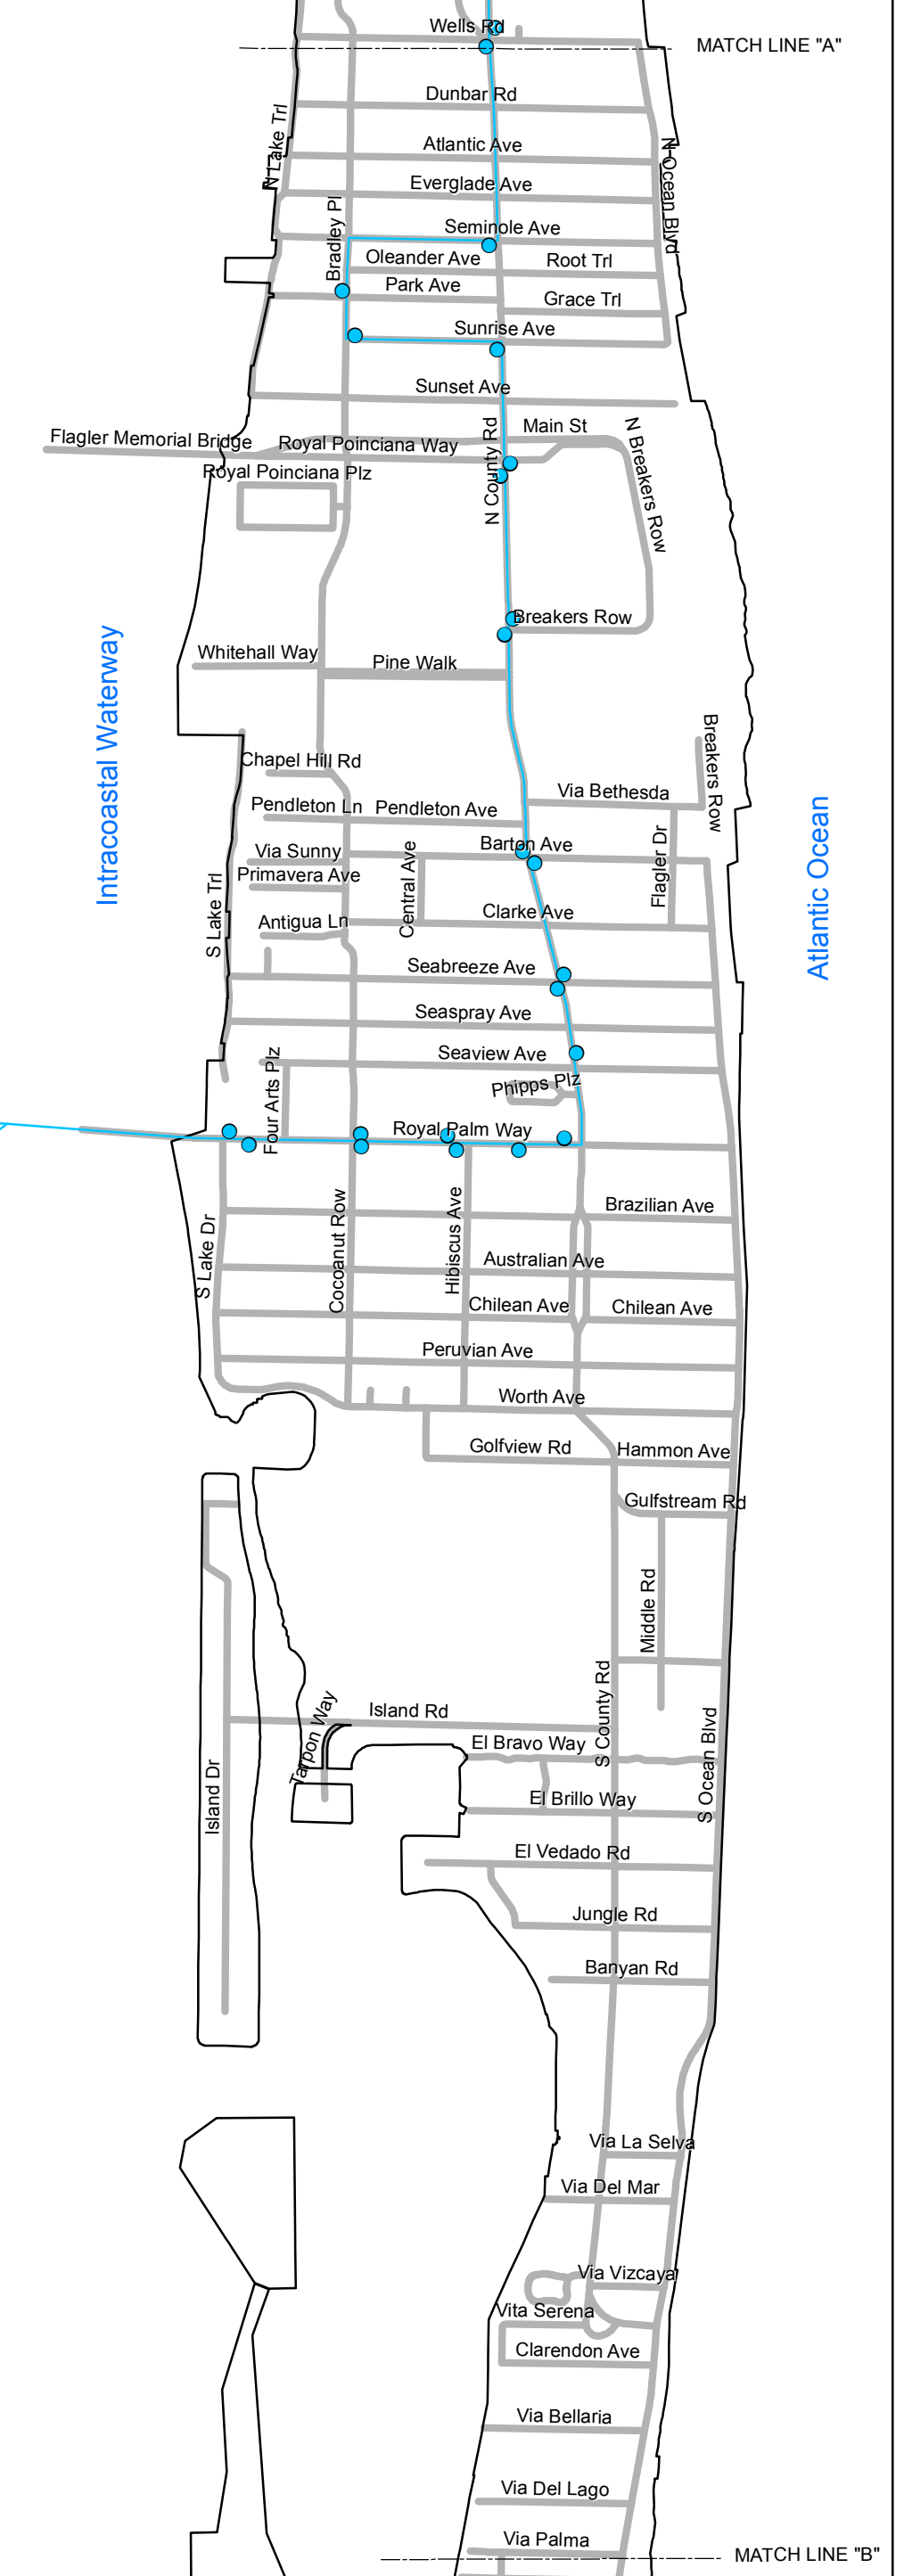 Wells Rd
MATCH LINE "A"
Dunbar Rd
N Lake Trl
Atlantic Ave
N Ocean Blvd
Everglade Ave
Bradley Pl
Seminole Ave
Oleander Ave
Root Trl
Park Ave
Grace Trl
Sunrise Ave
Sunset Ave
Main St
N Breakers Row
Flagler Memorial Bridge
Royal Poinciana Way
N County Rd
Royal Poinciana Plz
Breakers Row
Intracoastal Waterway
Whitehall Way
Pine Walk
Breakers Row
Chapel Hill Rd
Via Bethesda
Pendleton Ln
Pendleton Ave
Atlantic Ocean
Via Sunny
Barton Ave
Flagler Dr
Central Ave
Primavera Ave
S Lake Trl
Antigua Ln
Clarke Ave
Seabreeze Ave
Seaspray Ave
Seaview Ave
Four Arts Plz
Phipps Plz
Royal Palm Way
Brazilian Ave
S Lake Dr
Cocoanut Row
Hibiscus Ave
Australian Ave
Chilean Ave
Chilean Ave
Peruvian Ave
Worth Ave
Golfview Rd
Hammon Ave
Gulfstream Rd
Middle Rd
S County Rd
Island Rd
Tarpon Way
El Bravo Way
S Ocean Blvd
Island Dr
El Brillo Way
El Vedado Rd
Jungle Rd
Banyan Rd
Via La Selva
Via Del Mar
Via Vizcaya
Vita Serena
Clarendon Ave
Via Bellaria
Via Del Lago
Via Palma
MATCH LINE "B"